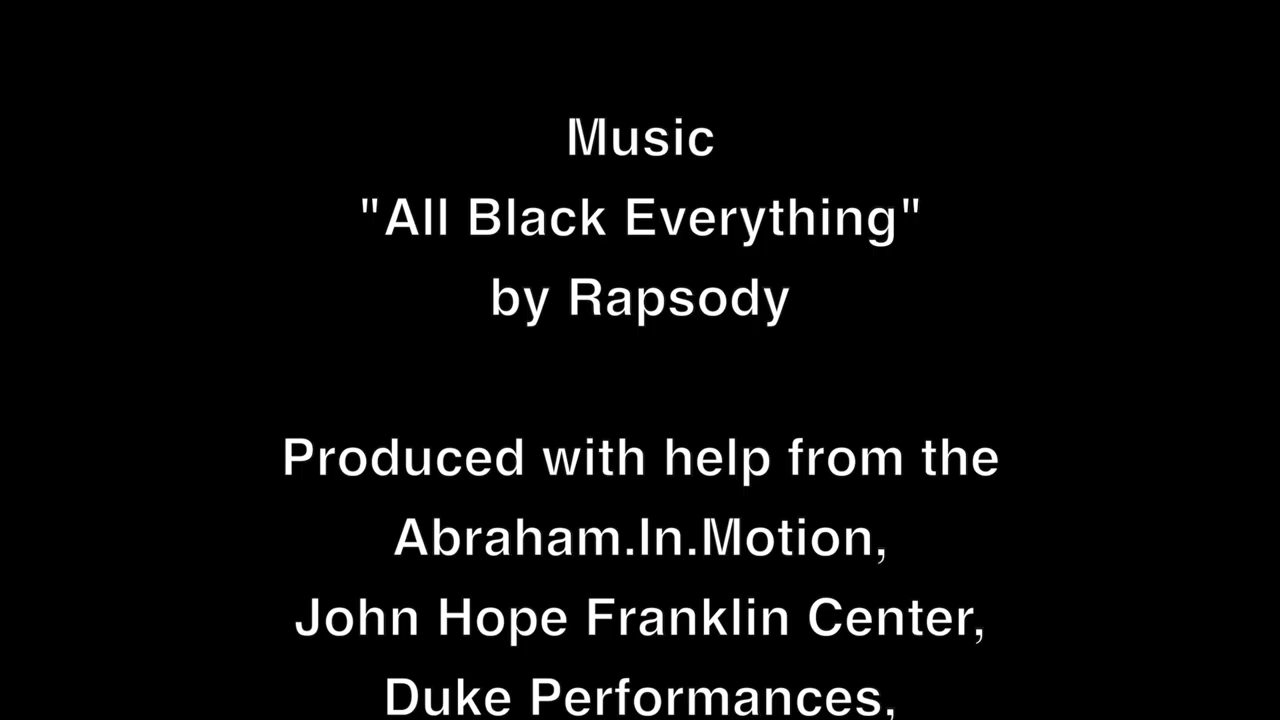 Music
"All Black Everything"
by Rapsody
Produced with help from the
Abraham.In.Motion,
John Hope Franklin Center,
Duke Performances,